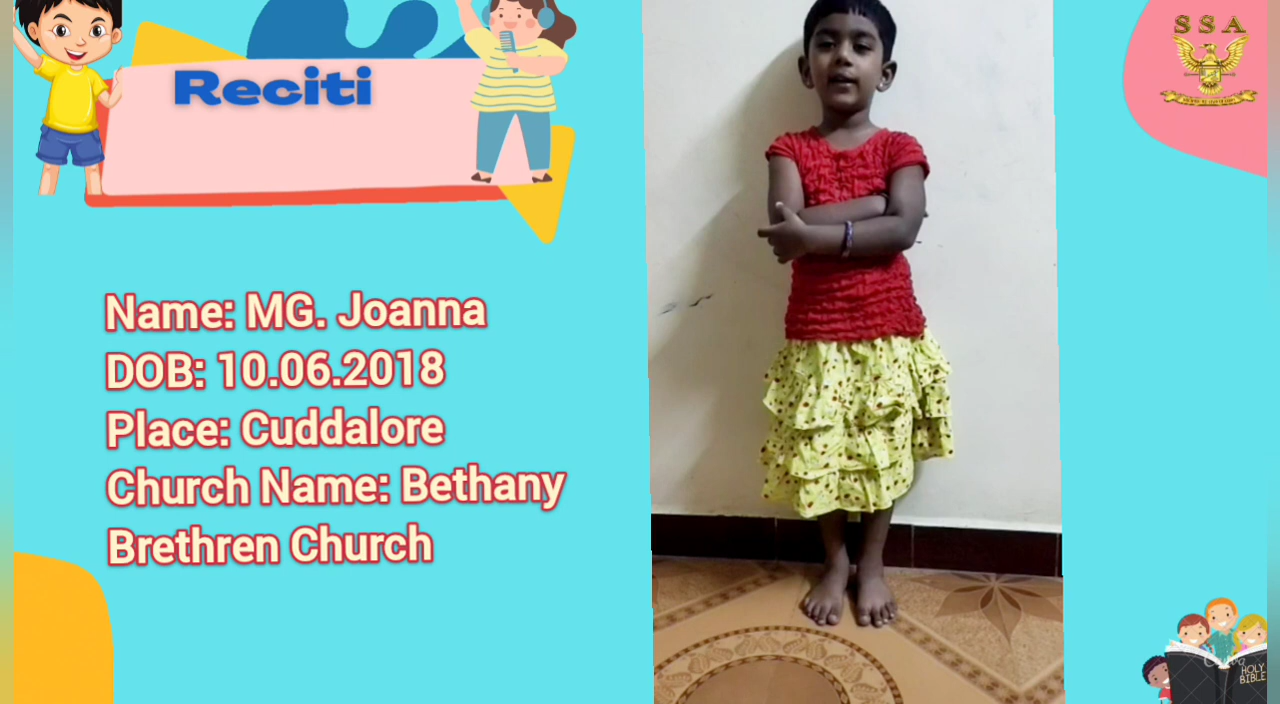 Reciti
SSA
Name: MG. Joanna
DOB: 10.06.2018
Place: Cuddalore
Church Name: Bethany
Brethren Church
HOLY
BIBLE